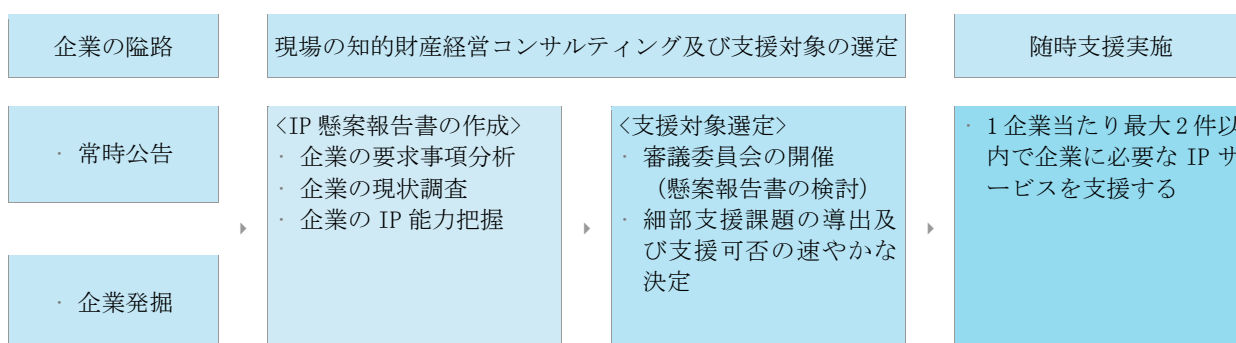 企業の隘路
現場の知的財産経営コンサルティング及び支援対象の選定
随時支援実施
· 常時公告
· 企業発掘
<IP 懸案報告書の作成>
· 企業の要求事項分析
· 企業の現状調査
· 企業の IP 能力把握
<支援対象選定>
· 審議委員会の開催
（懸案報告書の検討）
· 細部支援課題の導出及
び支援可否の速やかな
決定
· 1 企業当たり最大 2 件以
内で企業に必要な IP サ
ービスを支援する